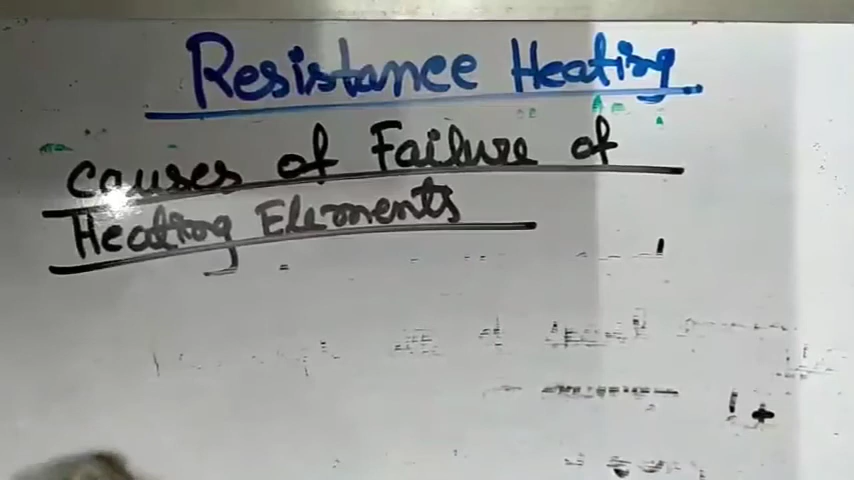 Resistance Heating
Causes of Failure of
Heating Elements